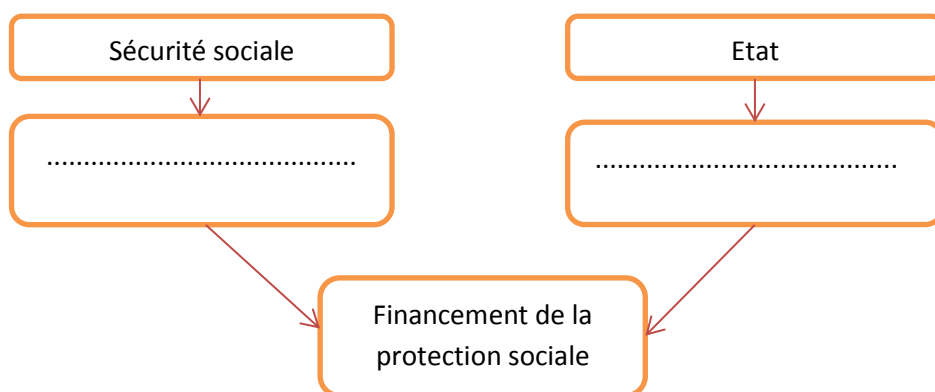 Sécurité sociale
Etat
..........................................
.........................................
Financement de la
protection sociale